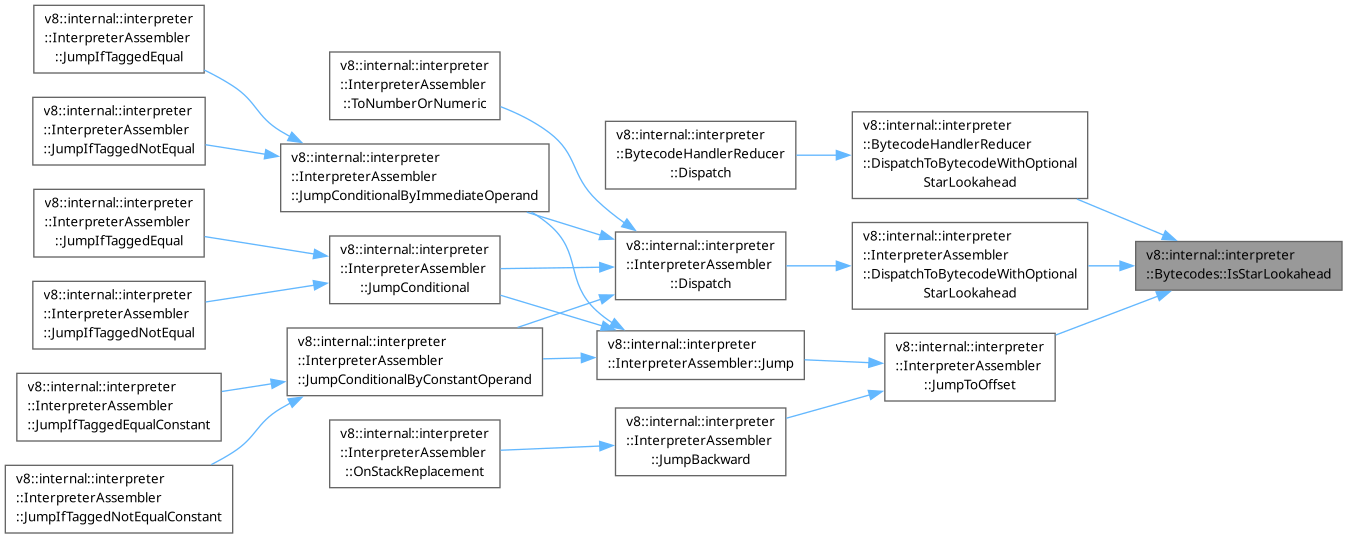 v8::internal::interpreter
::InterpreterAssembler
::JumpIfTaggedEqual
v8::internal::interpreter
::InterpreterAssembler
::JumpIfTaggedNotEqual
v8::internal::interpreter
::InterpreterAssembler
::JumpIfTaggedEqual
v8::internal::interpreter
::InterpreterAssembler
::JumpIfTaggedNotEqual
v8::internal::interpreter
::InterpreterAssembler
::JumpIfTaggedEqualConstant
v8::internal::interpreter
::InterpreterAssembler
::JumpIfTaggedNotEqualConstant
v8::internal::interpreter
::InterpreterAssembler
::ToNumberOrNumeric
v8::internal::interpreter
::InterpreterAssembler
::JumpConditionalByImmediateOperand
v8::internal::interpreter
::InterpreterAssembler
::JumpConditional
v8::internal::interpreter
::InterpreterAssembler
::JumpConditionalByConstantOperand
v8::internal::interpreter
::InterpreterAssembler
::OnStackReplacement
v8::internal::interpreter
::BytecodeHandlerReducer
::Dispatch
v8::internal::interpreter
::InterpreterAssembler
::Dispatch
v8::internal::interpreter
::InterpreterAssembler::Jump
v8::internal::interpreter
::InterpreterAssembler
::JumpBackward
v8::internal::interpreter
::BytecodeHandlerReducer
::DispatchToBytecodeWithOptional
StarLookahead
v8::internal::interpreter
::InterpreterAssembler
::DispatchToBytecodeWithOptional
StarLookahead
v8::internal::interpreter
::InterpreterAssembler
::JumpToOffset
v8::internal::interpreter
::Bytecodes::IsStarLookahead